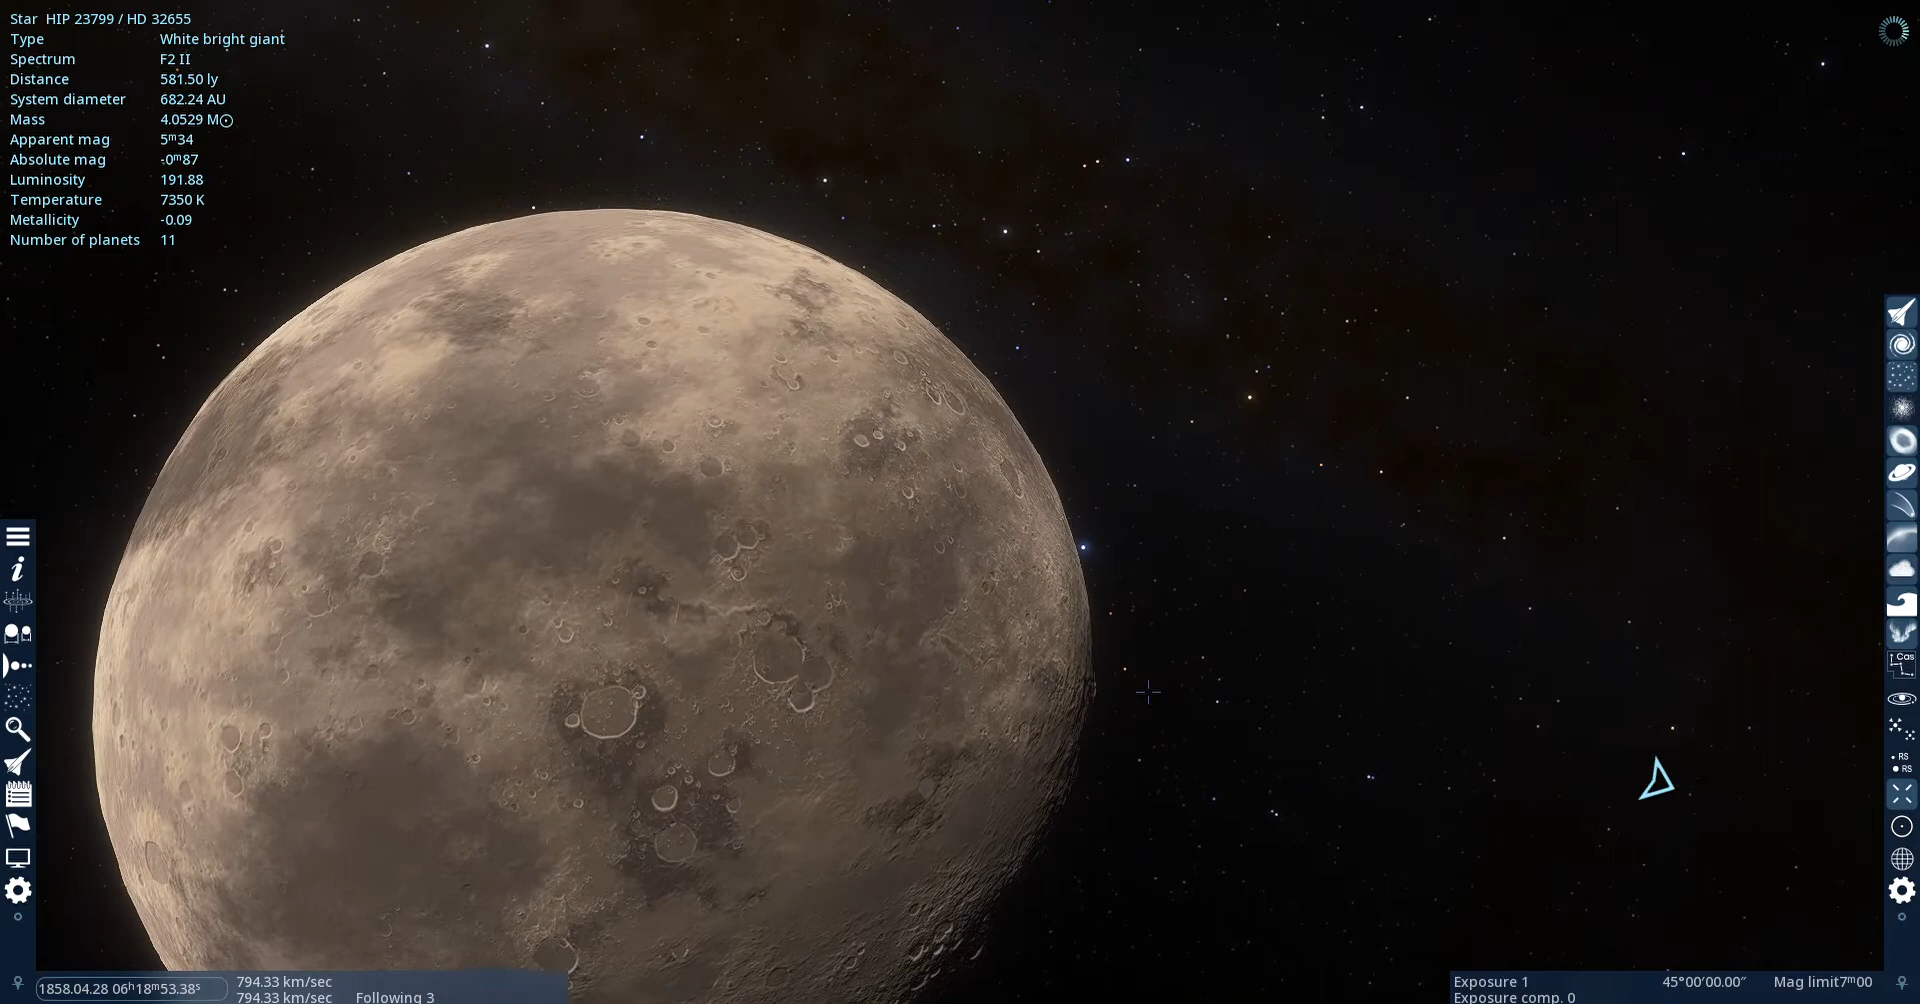 Star HIP 23799 / HD 32655
Type White bright giant
Spectrum F2 II
Distance 581.50 ly
System diameter 682.24 AU
Mass 4.0529 M☉
Apparent mag 5ᵐ34
Absolute mag -0ᵐ87
Luminosity 191.88
Temperature 7350 K
Metallicity -0.09
Number of planets 11
Cas
RS
RS
1858.04.28 06ʰ18ᵐ53.38ˢ
794.33 km/sec
794.33 km/sec Following 3
Exposure 1 45°00′00.00″ Mag limit7ᵐ00
Exposure comp. 0